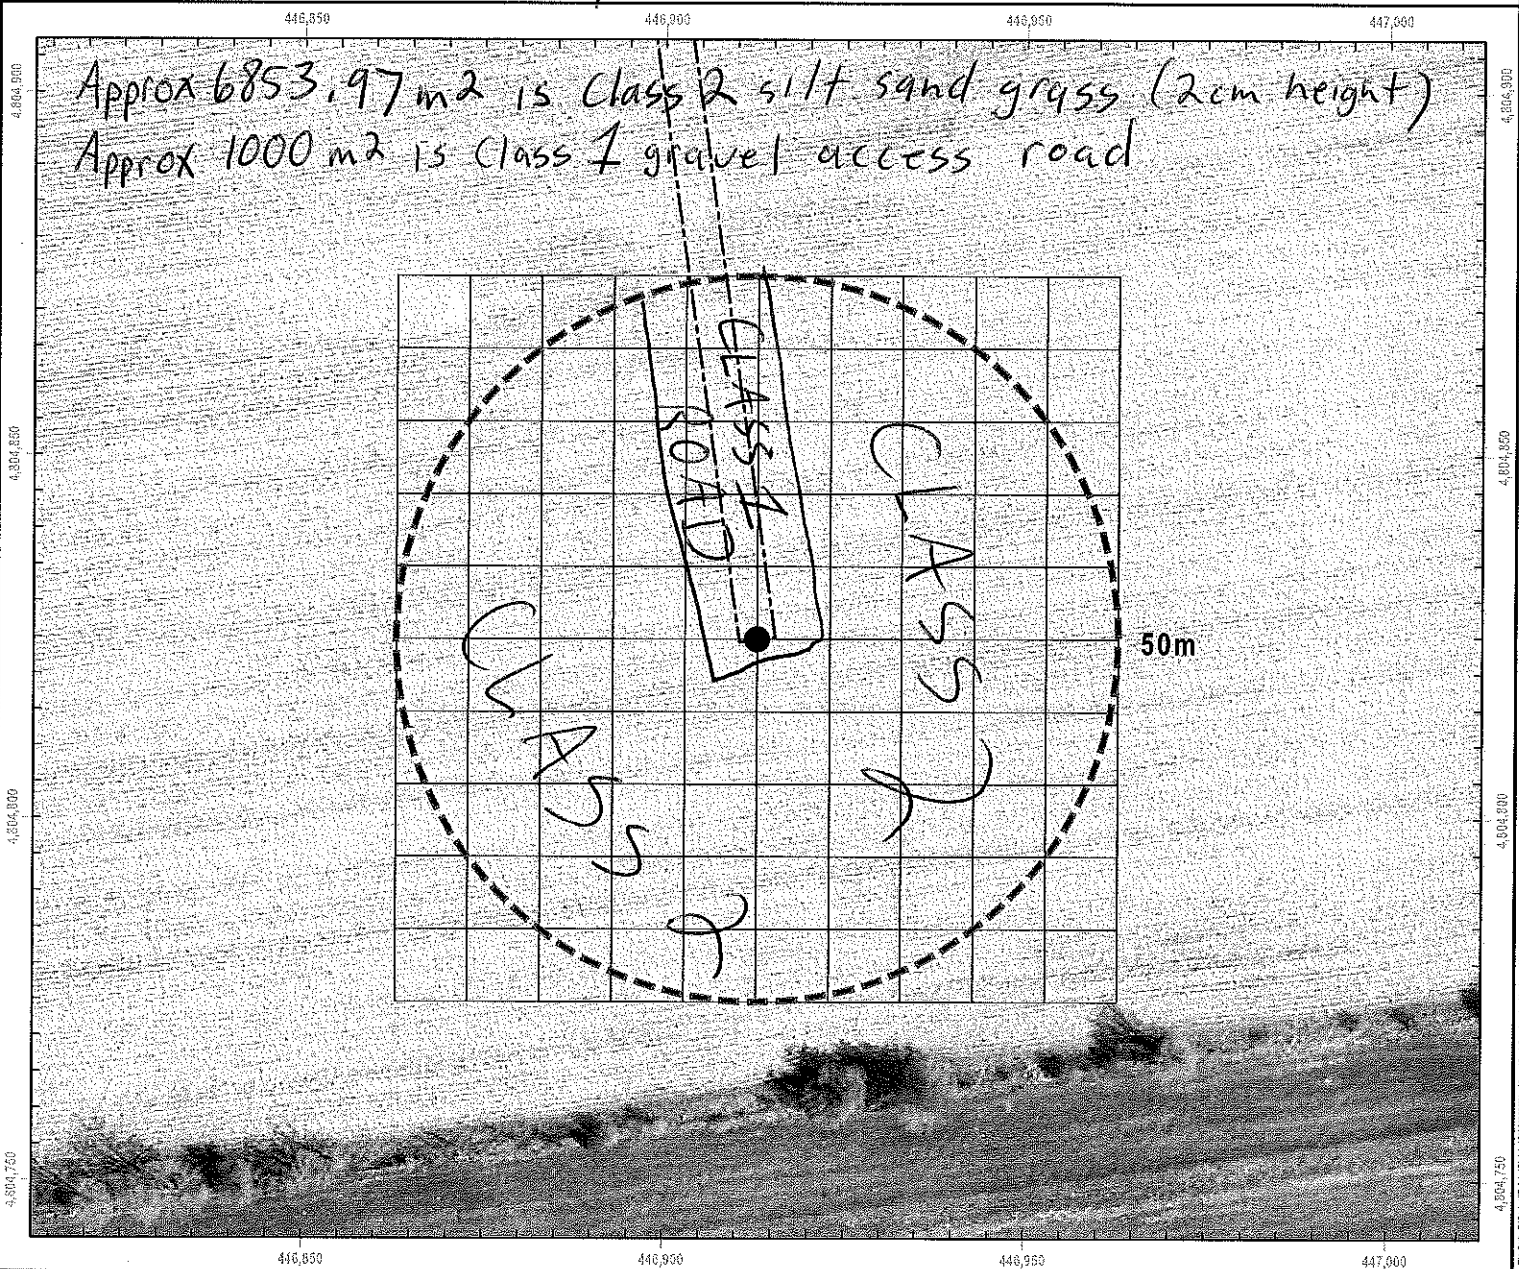 446,850 446,900 446,950 447,000
Approx 6853.97 m2 is Class 2 silt sand grass (2cm height)
Approx 1000 m2 is Class 1 gravel access road
4,804,900 4,804,900
CLASS 1
ROAD
CLASS 2
4,804,850 4,804,850
50m
CLASS 2
4,804,800 4,804,800
4,804,750 4,804,750
446,850 446,900 446,950 447,000